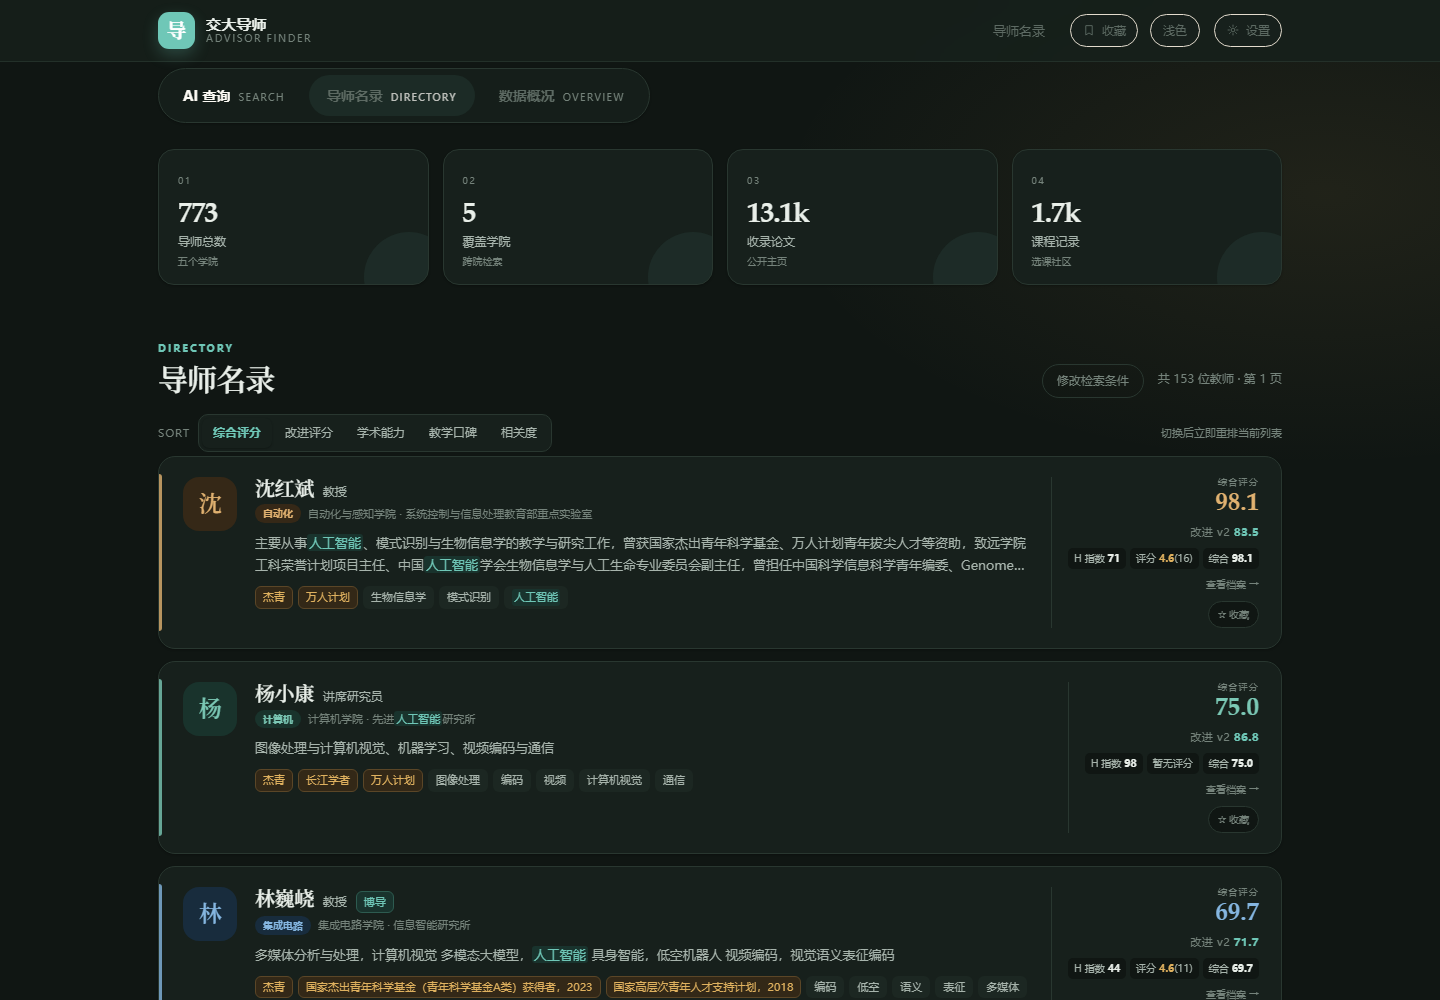 导 交大导师
ADVISOR FINDER
导师名录 收藏 浅色 设置
AI 查询 SEARCH 导师名录 DIRECTORY 数据概况 OVERVIEW
01
773
导师总数
五个学院
02
5
覆盖学院
跨院检索
03
13.1k
收录论文
公开主页
04
1.7k
课程记录
选课社区
DIRECTORY
导师名录
修改检索条件 共 153 位教师 · 第 1 页
SORT 综合评分 改进评分 学术能力 教学口碑 相关度 切换后立即重排当前列表
沈
沈红斌 教授
自动化 自动化与感知学院 · 系统控制与信息处理教育部重点实验室
主要从事人工智能、模式识别与生物信息学的教学与研究工作，曾获国家杰出青年科学基金、万人计划青年拔尖人才等资助，致远学院
工科荣誉计划项目主任、中国人工智能学会生物信息学与人工生命专业委员会副主任，曾担任中国科学信息科学青年编委、Genome...
杰青 万人计划 生物信息学 模式识别 人工智能
综合评分
98.1
改进 v2 83.5
H 指数 71 评分 4.6(16) 综合 98.1
查看档案 →
☆ 收藏
杨
杨小康 讲席研究员
计算机 计算机学院 · 先进人工智能研究所
图像处理与计算机视觉、机器学习、视频编码与通信
杰青 长江学者 万人计划 图像处理 编码 视频 计算机视觉 通信
综合评分
75.0
改进 v2 86.8
H 指数 98 暂无评分 综合 75.0
查看档案 →
☆ 收藏
林
林巍峣 教授 博导
集成电路 集成电路学院 · 信息智能研究所
多媒体分析与处理，计算机视觉 多模态大模型，人工智能 具身智能，低空机器人 视频编码，视觉语义表征编码
杰青 国家杰出青年科学基金（青年科学基金A类）获得者，2023 国家高层次青年人才支持计划，2018 编码 低空 语义 表征 多媒体
综合评分
69.7
改进 v2 71.7
H 指数 44 评分 4.6(11) 综合 69.7
查看档案 →